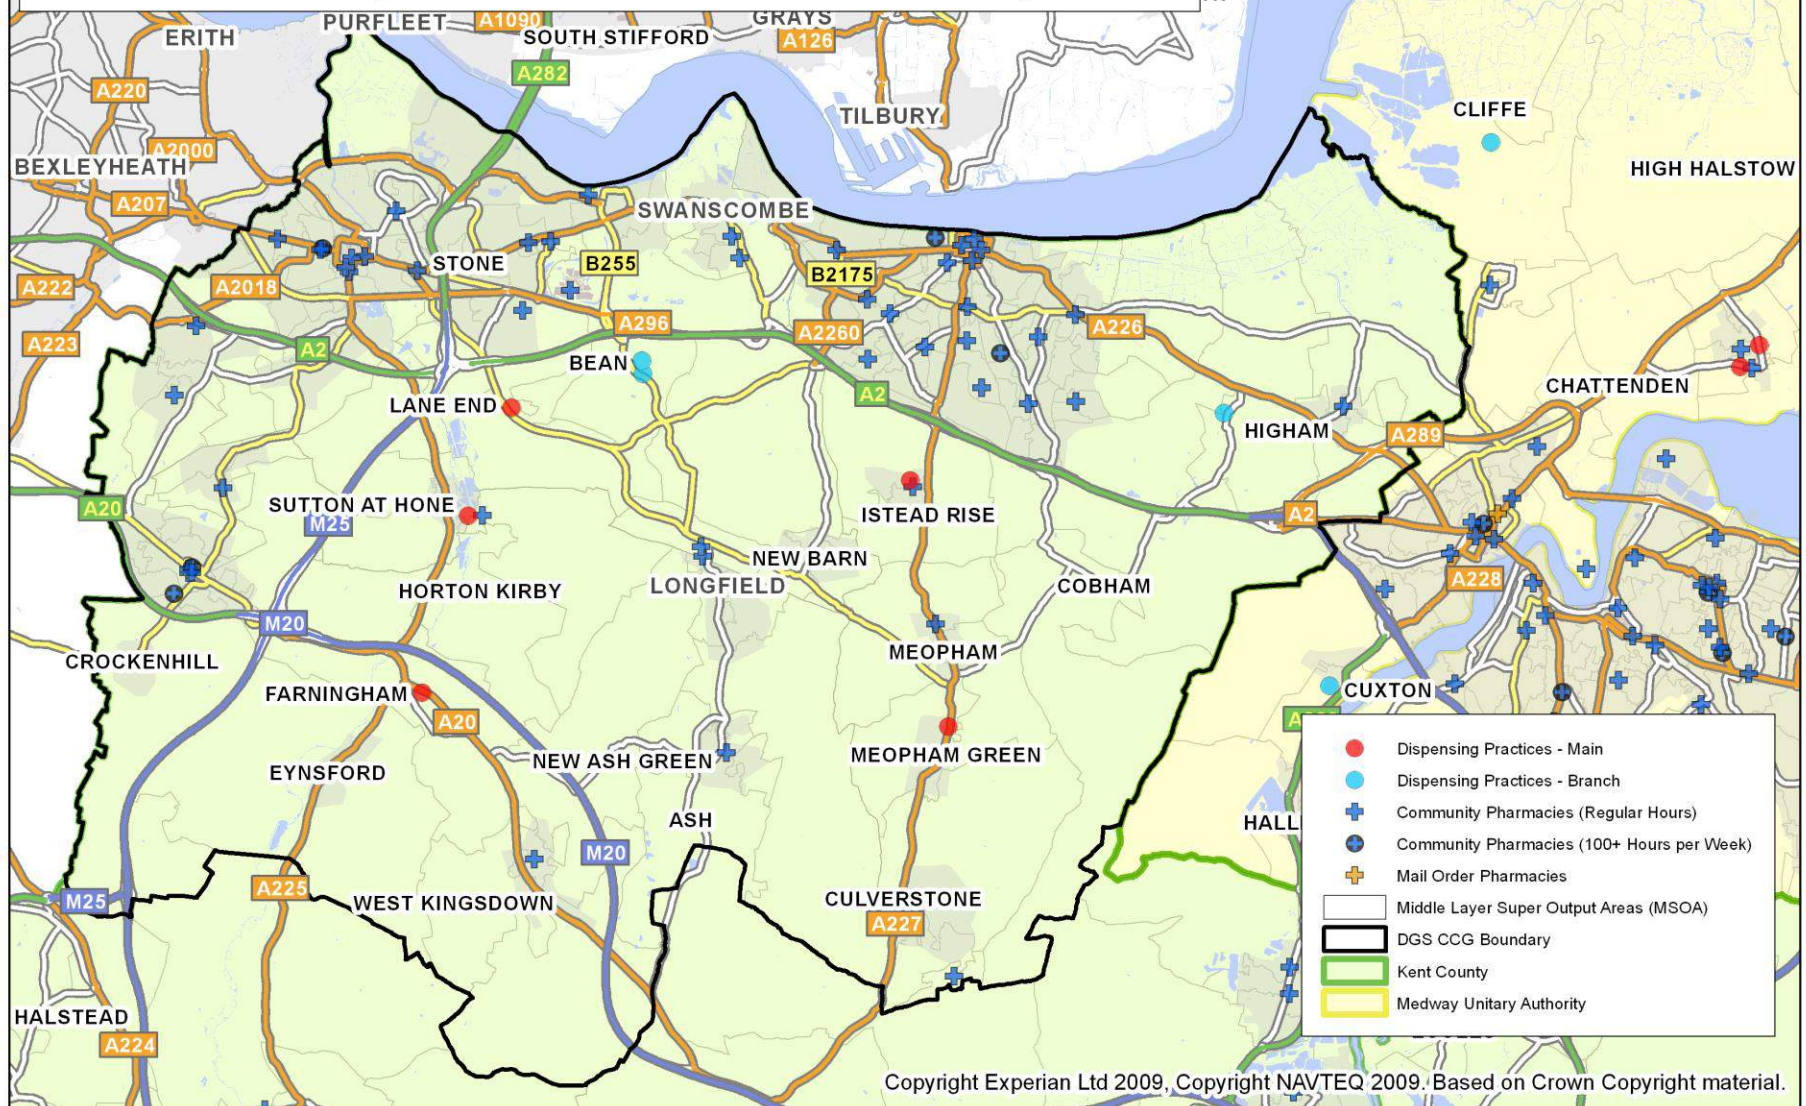 PURFLEET
A1090
GRAYS
ERITH
SOUTH STIFFORD
A126
A282
A220
CLIFFE
TILBURY
A2000
BEXLEYHEATH
HIGH HALSTOW
A207
SWANSCOMBE
STONE
B255
B2175
A222
A2018
A296
A2260
A226
A223
A2
BEAN
CHATTENDEN
A2
LANE END
HIGHAM
A289
SUTTON AT HONE
A20
M25
ISTEAD RISE
A2
NEW BARN
A228
LONGFIELD
COBHAM
HORTON KIRBY
M20
MEOPHAM
CROCKENHILL
CUXTON
FARNINGHAM
A20
MEOPHAM GREEN
NEW ASH GREEN
EYNSFORD
ASH
M20
A225
M25
WEST KINGSDOWN
CULVERSTONE
A227
HALSTEAD
A224
Dispensing Practices - Main
Dispensing Practices - Branch
Community Pharmacies (Regular Hours)
Community Pharmacies (100+ Hours per Week)
Mail Order Pharmacies
Middle Layer Super Output Areas (MSOA)
DGS CCG Boundary
Kent County
Medway Unitary Authority
Copyright Experian Ltd 2009, Copyright NAVTEQ 2009. Based on Crown Copyright material.